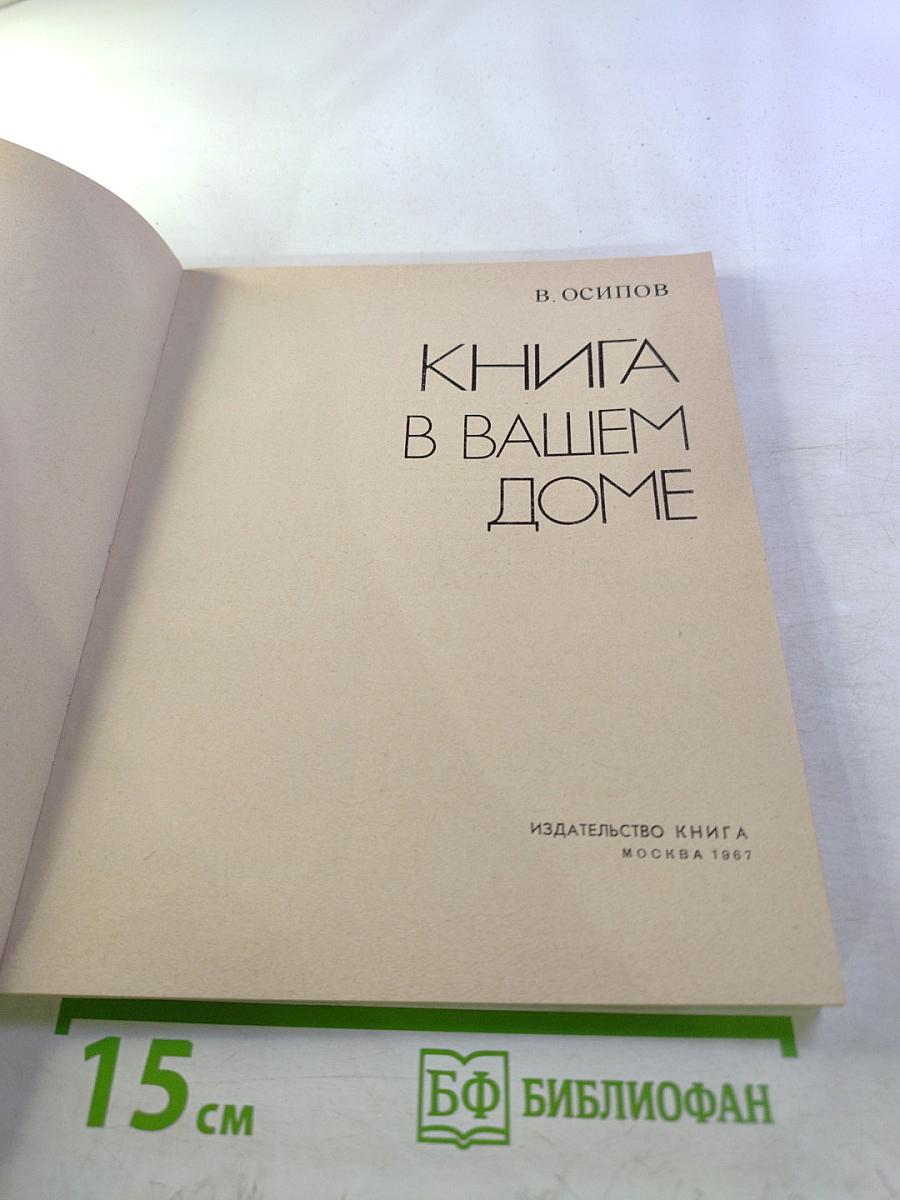 В. ОСИПОВ
КНИГА
В ВАШЕМ
ДОМЕ
ИЗДАТЕЛЬСТВО КНИГА
МОСКВА 1967
15 см
БФ БИБЛИОФАН